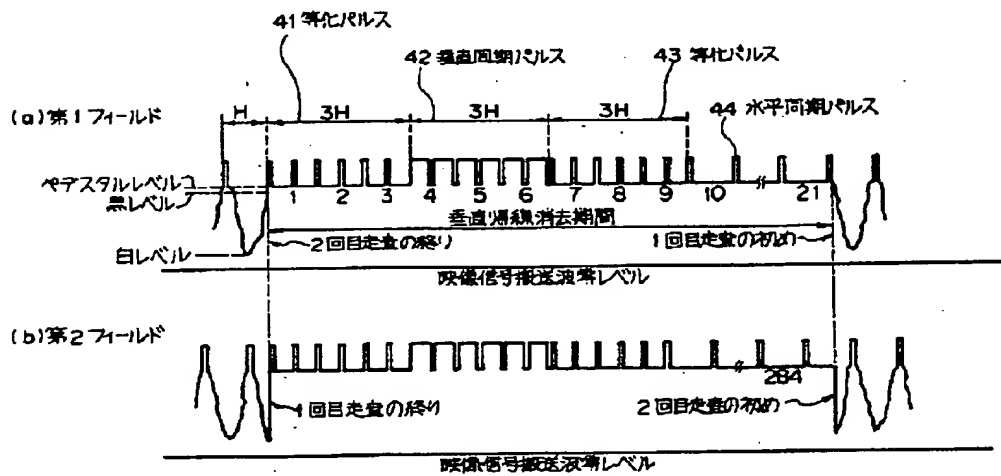 41 等化パルス
42 垂直同期パルス
43 等化パルス
(a)第1フィールド
H 3H 3H 3H
44 水平同期パルス
ペデスタルレベル
黒レベル
1 2 3 4 5 6 7 8 9 10 21
垂直帰線消去期間
2回目走査の終り
1回目走査の初め
白レベル
映像信号搬送波零レベル
(b)第2フィールド
284
1回目走査の終り
2回目走査の初め
映像信号搬送波零レベル